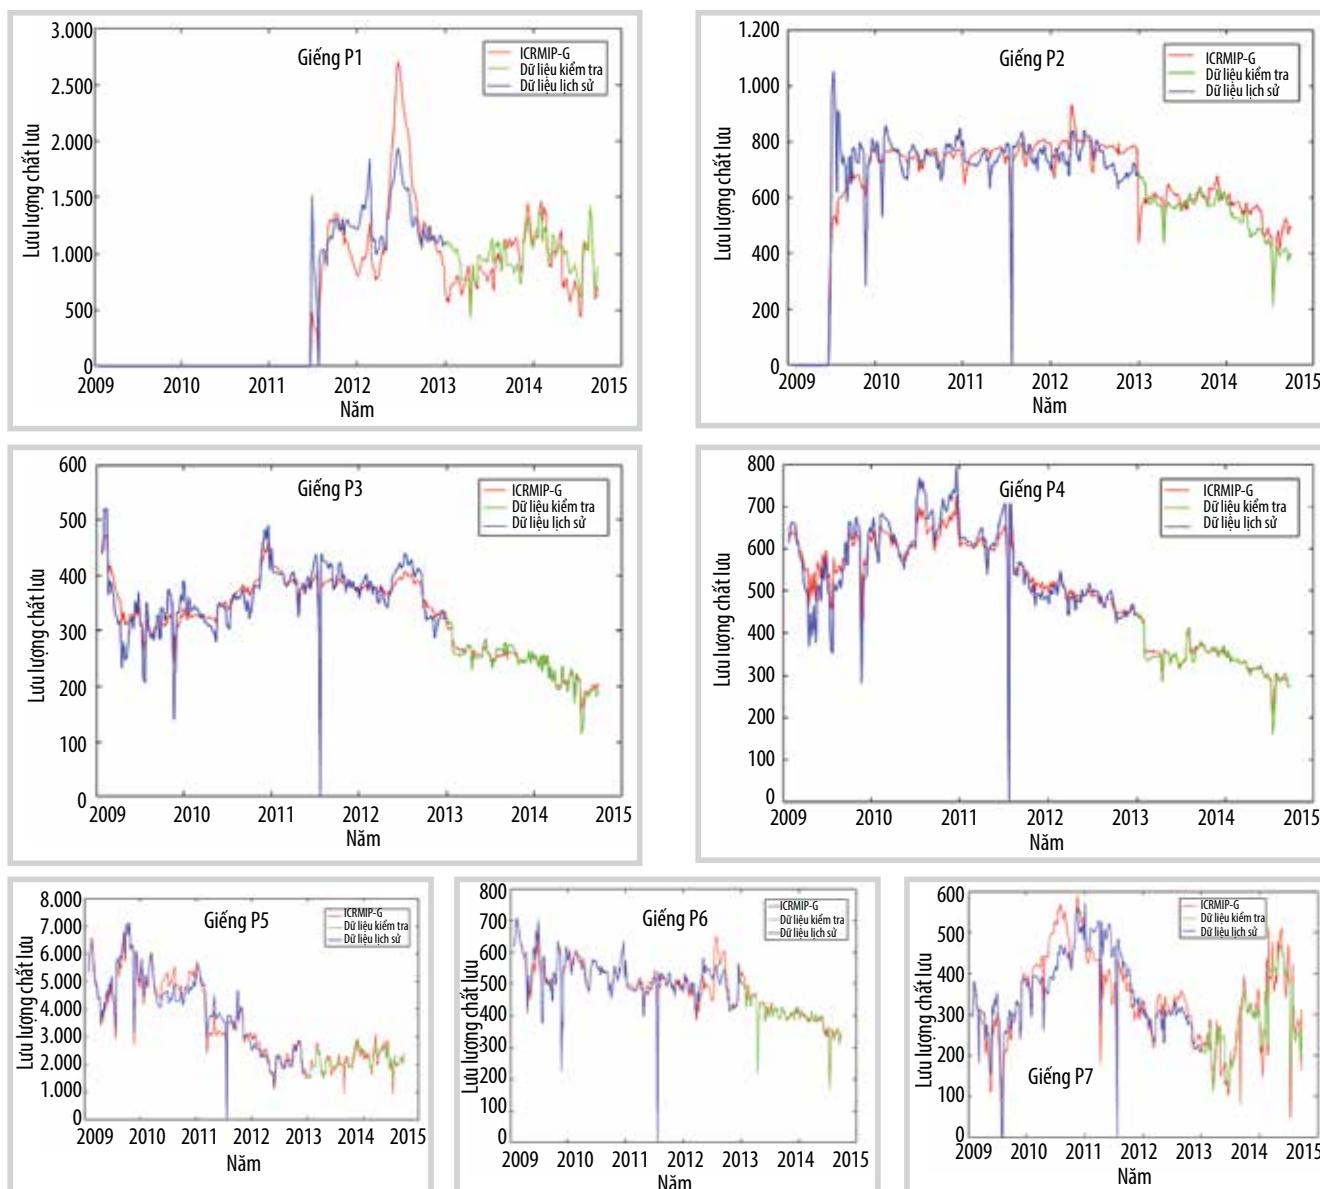 Giếng P1
ICRMIP-G
Dữ liệu kiểm tra
Dữ liệu lịch sử
Lưu lượng chất lưu
3.000
2.500
2.000
1.500
1.000
500
0
2009 2010 2011 2012 2013 2014 2015
Năm
Giếng P2
ICRMIP-G
Dữ liệu kiểm tra
Dữ liệu lịch sử
Lưu lượng chất lưu
1.200
1.000
800
600
400
200
0
2009 2010 2011 2012 2013 2014 2015
Năm
Giếng P3
ICRMIP-G
Dữ liệu kiểm tra
Dữ liệu lịch sử
Lưu lượng chất lưu
600
500
400
300
200
100
0
2009 2010 2011 2012 2013 2014 2015
Năm
Giếng P4
ICRMIP-G
Dữ liệu kiểm tra
Dữ liệu lịch sử
Lưu lượng chất lưu
800
700
600
500
400
300
200
100
0
2009 2010 2011 2012 2013 2014 2015
Năm
Giếng P5
ICRMIP-G
Dữ liệu kiểm tra
Dữ liệu lịch sử
Lưu lượng chất lưu
8.000
7.000
6.000
5.000
4.000
3.000
2.000
1.000
0
2009 2010 2011 2012 2013 2014 2015
Năm
Giếng P6
ICRMIP-G
Dữ liệu kiểm tra
Dữ liệu lịch sử
Lưu lượng chất lưu
800
700
600
500
400
300
200
100
0
2009 2010 2011 2012 2013 2014 2015
Năm
Giếng P7
ICRMIP-G
Dữ liệu kiểm tra
Dữ liệu lịch sử
Lưu lượng chất lưu
600
500
400
300
200
100
0
2009 2010 2011 2012 2013 2014 2015
Năm